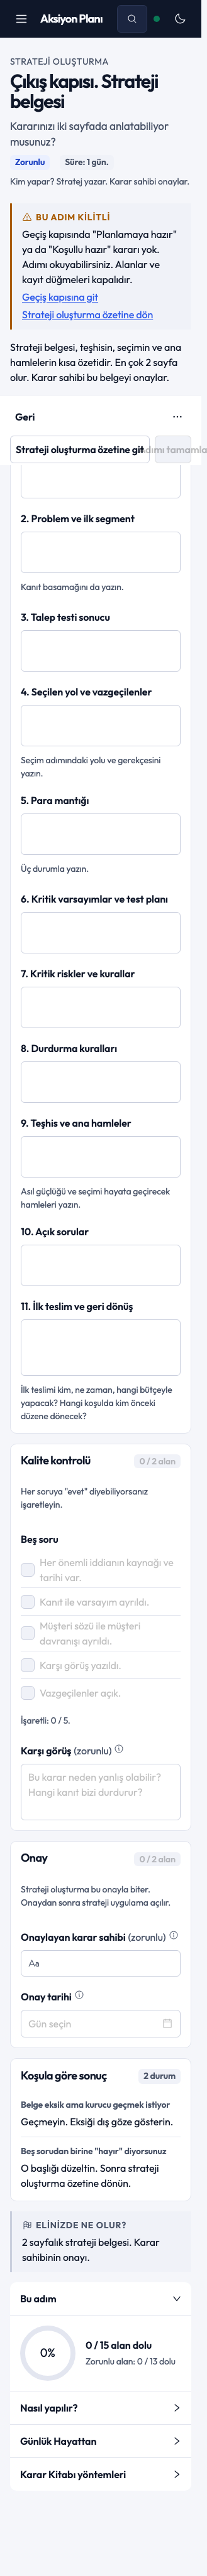 Aksiyon Planı
STRATEJİ OLUŞTURMA
Çıkış kapısı. Strateji
belgesi
Kararınızı iki sayfada anlatabiliyor
musunuz?
Zorunlu Süre: 1 gün.
Kim yapar? Stratej yazar. Karar sahibi onaylar.
BU ADIM KİLİTLİ
Geçiş kapısında "Planlamaya hazır"
ya da "Koşullu hazır" kararı yok.
Adımı okuyabilirsiniz. Alanlar ve
kayıt düğmeleri kapalıdır.
Geçiş kapısına git
Strateji oluşturma özetine dön
Strateji belgesi, teşhisin, seçimin ve ana
hamlelerin kısa özetidir. En çok 2 sayfa
olur. Karar sahibi bu belgeyi onaylar.
Geri
Strateji oluşturma özetine git
2. Problem ve ilk segment
Kanıt basamağını da yazın.
3. Talep testi sonucu
4. Seçilen yol ve vazgeçilenler
Seçim adımındaki yolu ve gerekçesini
yazın.
5. Para mantığı
Üç durumla yazın.
6. Kritik varsayımlar ve test planı
7. Kritik riskler ve kurallar
8. Durdurma kuralları
9. Teşhis ve ana hamleler
Asıl güçlüğü ve seçimi hayata geçirecek
hamleleri yazın.
10. Açık sorular
11. İlk teslim ve geri dönüş
İlk teslimi kim, ne zaman, hangi bütçeyle
yapacak? Hangi koşulda kim önceki
düzene dönecek?
Kalite kontrolü 0 / 2 alan
Her soruya "evet" diyebiliyorsanız
işaretleyin.
Beş soru
Her önemli iddianın kaynağı ve
tarihi var.
Kanıt ile varsayım ayrıldı.
Müşteri sözü ile müşteri
davranışı ayrıldı.
Karşı görüş yazıldı.
Vazgeçilenler açık.
İşaretli: 0 / 5.
Karşı görüş (zorunlu)
Bu karar neden yanlış olabilir?
Hangi kanıt bizi durdurur?
Onay 0 / 2 alan
Strateji oluşturma bu onayla biter.
Onaydan sonra strateji uygulama açılır.
Onaylayan karar sahibi (zorunlu)
Aa
Onay tarihi
Gün seçin
Koşula göre sonuç 2 durum
Belge eksik ama kurucu geçmek istiyor
Geçmeyin. Eksiği dış göze gösterin.
Beş sorudan birine "hayır" diyorsunuz
O başlığı düzeltin. Sonra strateji
oluşturma özetine dönün.
ELİNİZDE NE OLUR?
2 sayfalık strateji belgesi. Karar
sahibinin onayı.
Bu adım
0%
0 / 15 alan dolu
Zorunlu alan: 0 / 13 dolu
Nasıl yapılır?
Günlük Hayattan
Karar Kitabı yöntemleri